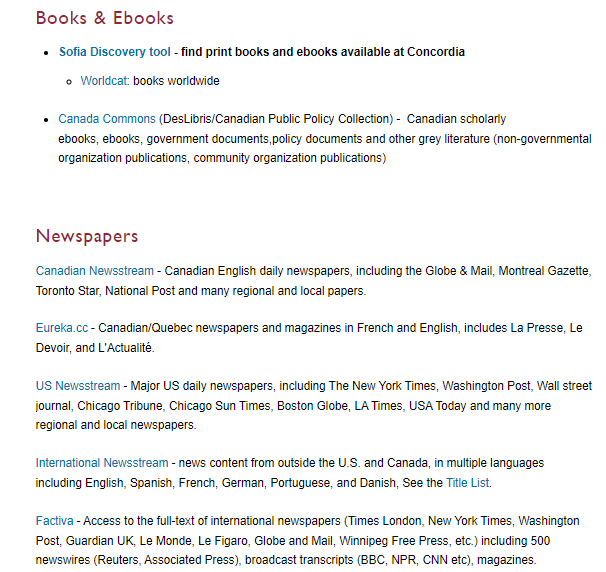 Books & Ebooks
Sofia Discovery tool - find print books and ebooks available at Concordia
Worldcat: books worldwide
Canada Commons (DesLibris/Canadian Public Policy Collection) - Canadian scholarly
ebooks, ebooks, government documents,policy documents and other grey literature (non-governmental
organization publications, community organization publications)
Newspapers
Canadian Newsstream - Canadian English daily newspapers, including the Globe & Mail, Montreal Gazette,
Toronto Star, National Post and many regional and local papers.
Eureka.cc - Canadian/Quebec newspapers and magazines in French and English, includes La Presse, Le
Devoir, and L'Actualité.
US Newsstream - Major US daily newspapers, including The New York Times, Washington Post, Wall street
journal, Chicago Tribune, Chicago Sun Times, Boston Globe, LA Times, USA Today and many more
regional and local newspapers.
International Newsstream - news content from outside the U.S. and Canada, in multiple languages
including English, Spanish, French, German, Portuguese, and Danish, See the Title List.
Factiva - Access to the full-text of international newspapers (Times London, New York Times, Washington
Post, Guardian UK, Le Monde, Le Figaro, Globe and Mail, Winnipeg Free Press, etc.) including 500
newswires (Reuters, Associated Press), broadcast transcripts (BBC, NPR, CNN etc), magazines.